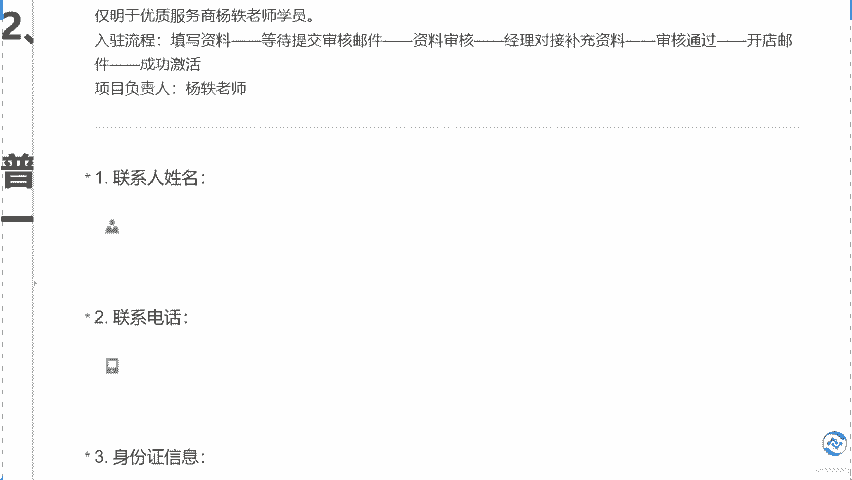 仅明于优质服务商杨轶老师学员。
2、
入驻流程：填写资料——等待提交审核邮件——资料审核——经理对接补充资料——审核通过——开店邮
件——成功激活
项目负责人：杨轶老师
普
* 1. 联系人姓名：
* 2. 联系电话：
* 3. 身份证信息：